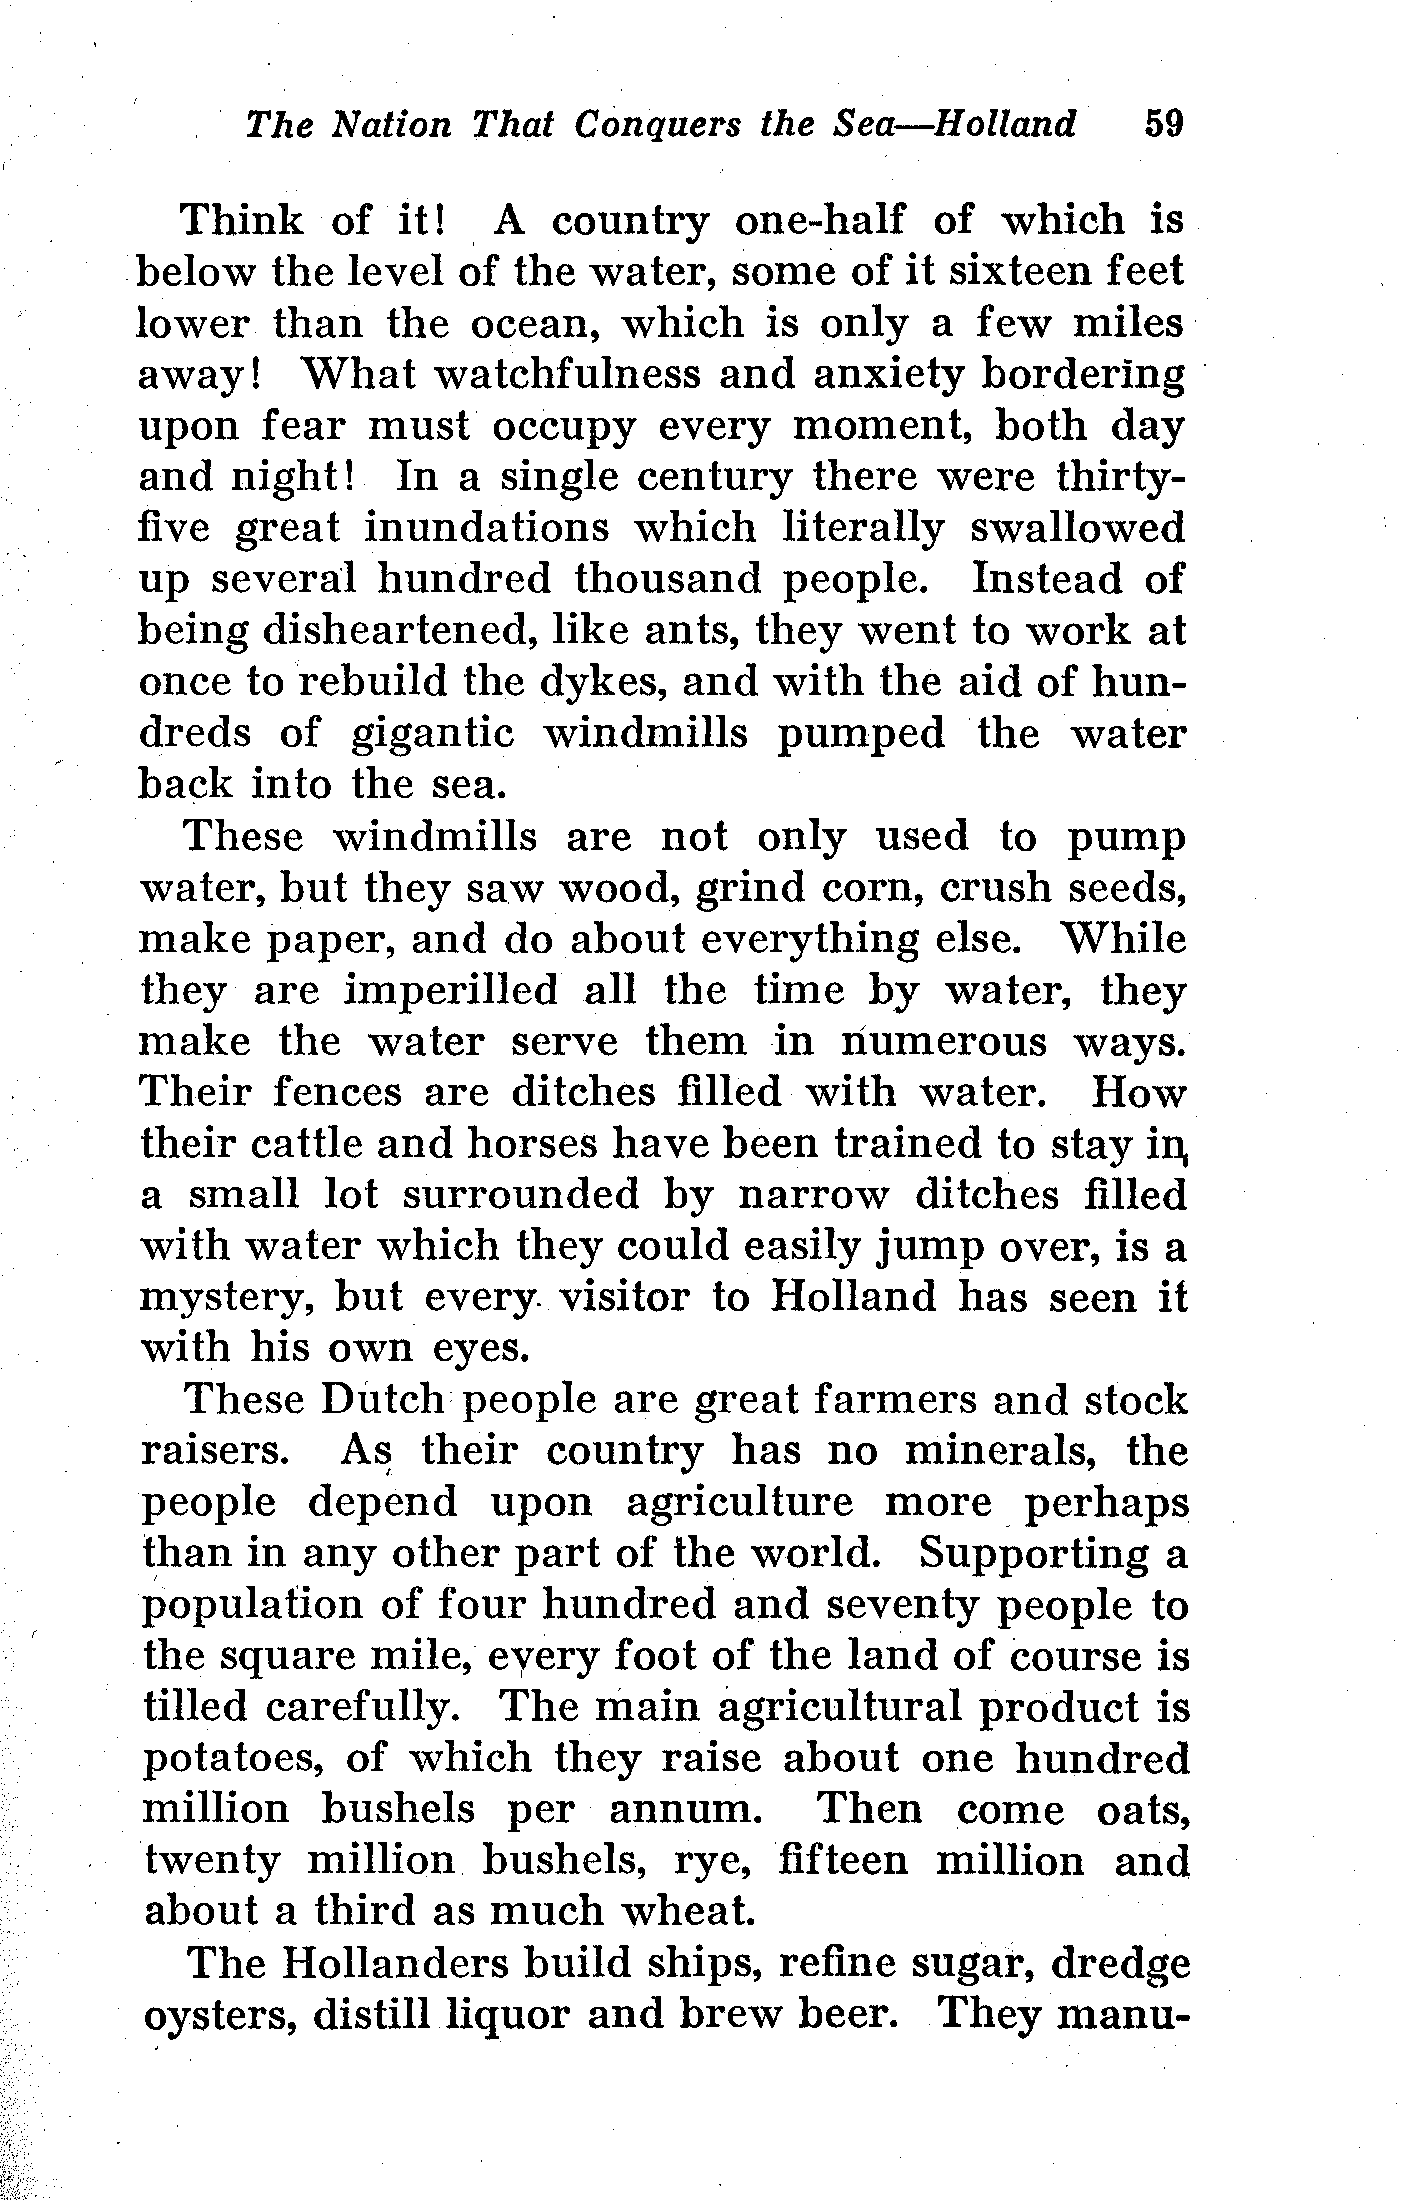 The Nation That Conquers the Sea—Holland 59
Think of it! A country one-half of which is
below the level of the water, some of it sixteen feet
lower than the ocean, which is only a few miles
away! What watchfulness and anxiety bordering
upon fear must occupy every moment, both day
and night! In a single century there were thirty-
five great inundations which literally swallowed
up several hundred thousand people. Instead of
being disheartened, like ants, they went to work at
once to rebuild the dykes, and with the aid of hun-
dreds of gigantic windmills pumped the water
back into the sea.
These windmills are not only used to pump
water, but they saw wood, grind corn, crush seeds,
make paper, and do about everything else. While
they are imperilled all the time by water, they
make the water serve them in numerous ways.
Their fences are ditches filled with water. How
their cattle and horses have been trained to stay in
a small lot surrounded by narrow ditches filled
with water which they could easily jump over, is a
mystery, but every visitor to Holland has seen it
with his own eyes.
These Dutch people are great farmers and stock
raisers. As their country has no minerals, the
people depend upon agriculture more perhaps
than in any other part of the world. Supporting a
population of four hundred and seventy people to
the square mile, every foot of the land of course is
tilled carefully. The main agricultural product is
potatoes, of which they raise about one hundred
million bushels per annum. Then come oats,
twenty million bushels, rye, fifteen million and
about a third as much wheat.
The Hollanders build ships, refine sugar, dredge
oysters, distill liquor and brew beer. They manu-